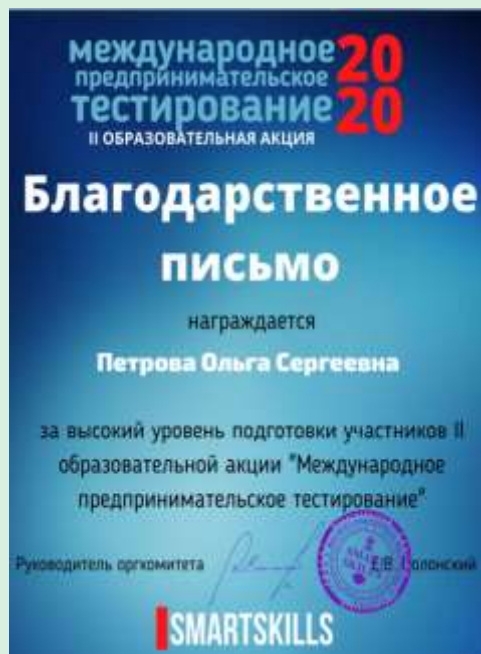 международное 20
предпринимательское
тестирование 20
II ОБРАЗОВАТЕЛЬНАЯ АКЦИЯ
Благодарственное
письмо
награждается
Петрова Ольга Сергеевна
за высокий уровень подготовки участников II
образовательной акции "Международное
предпринимательское тестирование"
Руководитель оргкомитета Е.В.
SMARTSKILLS